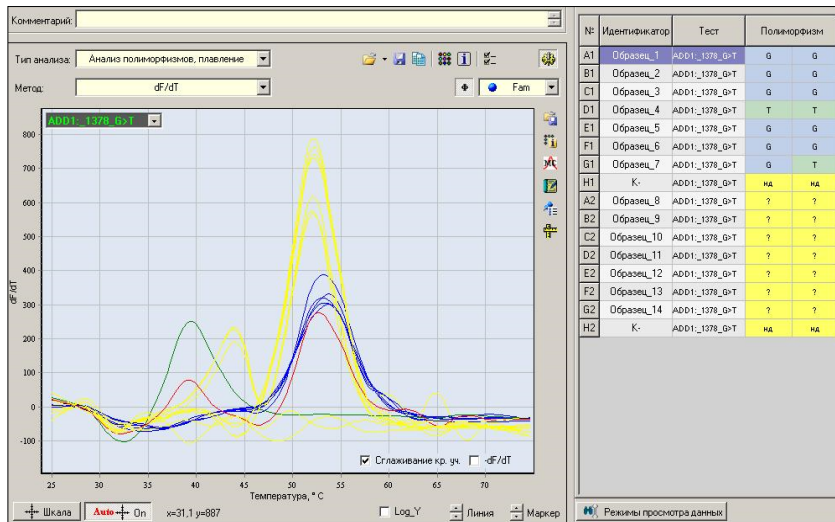 Комментарий:
Тип анализа: Анализ полиморфизмов, плавление
Метод: dF/dT Fam
ADD1:_1378_G>T
800
700
600
500
400
300
200
100
0
-100
dF/dT
25 30 35 40 45 50 55 60 65 70
Температура, ° C
Сглаживание кр. уч. -dF/dT
Шкала Auto On x=31,1 y=887 Log_Y Линия Маркер
№ Идентификатор Тест Полиморфизм
A1 Образец_1 ADD1:_1378_G>T G G
B1 Образец_2 ADD1:_1378_G>T G G
C1 Образец_3 ADD1:_1378_G>T G G
D1 Образец_4 ADD1:_1378_G>T T T
E1 Образец_5 ADD1:_1378_G>T G G
F1 Образец_6 ADD1:_1378_G>T G G
G1 Образец_7 ADD1:_1378_G>T G T
H1 К- ADD1:_1378_G>T нд нд
A2 Образец_8 ADD1:_1378_G>T ? ?
B2 Образец_9 ADD1:_1378_G>T ? ?
C2 Образец_10 ADD1:_1378_G>T ? ?
D2 Образец_11 ADD1:_1378_G>T ? ?
E2 Образец_12 ADD1:_1378_G>T ? ?
F2 Образец_13 ADD1:_1378_G>T ? ?
G2 Образец_14 ADD1:_1378_G>T ? ?
H2 К- ADD1:_1378_G>T нд нд
Режимы просмотра данных